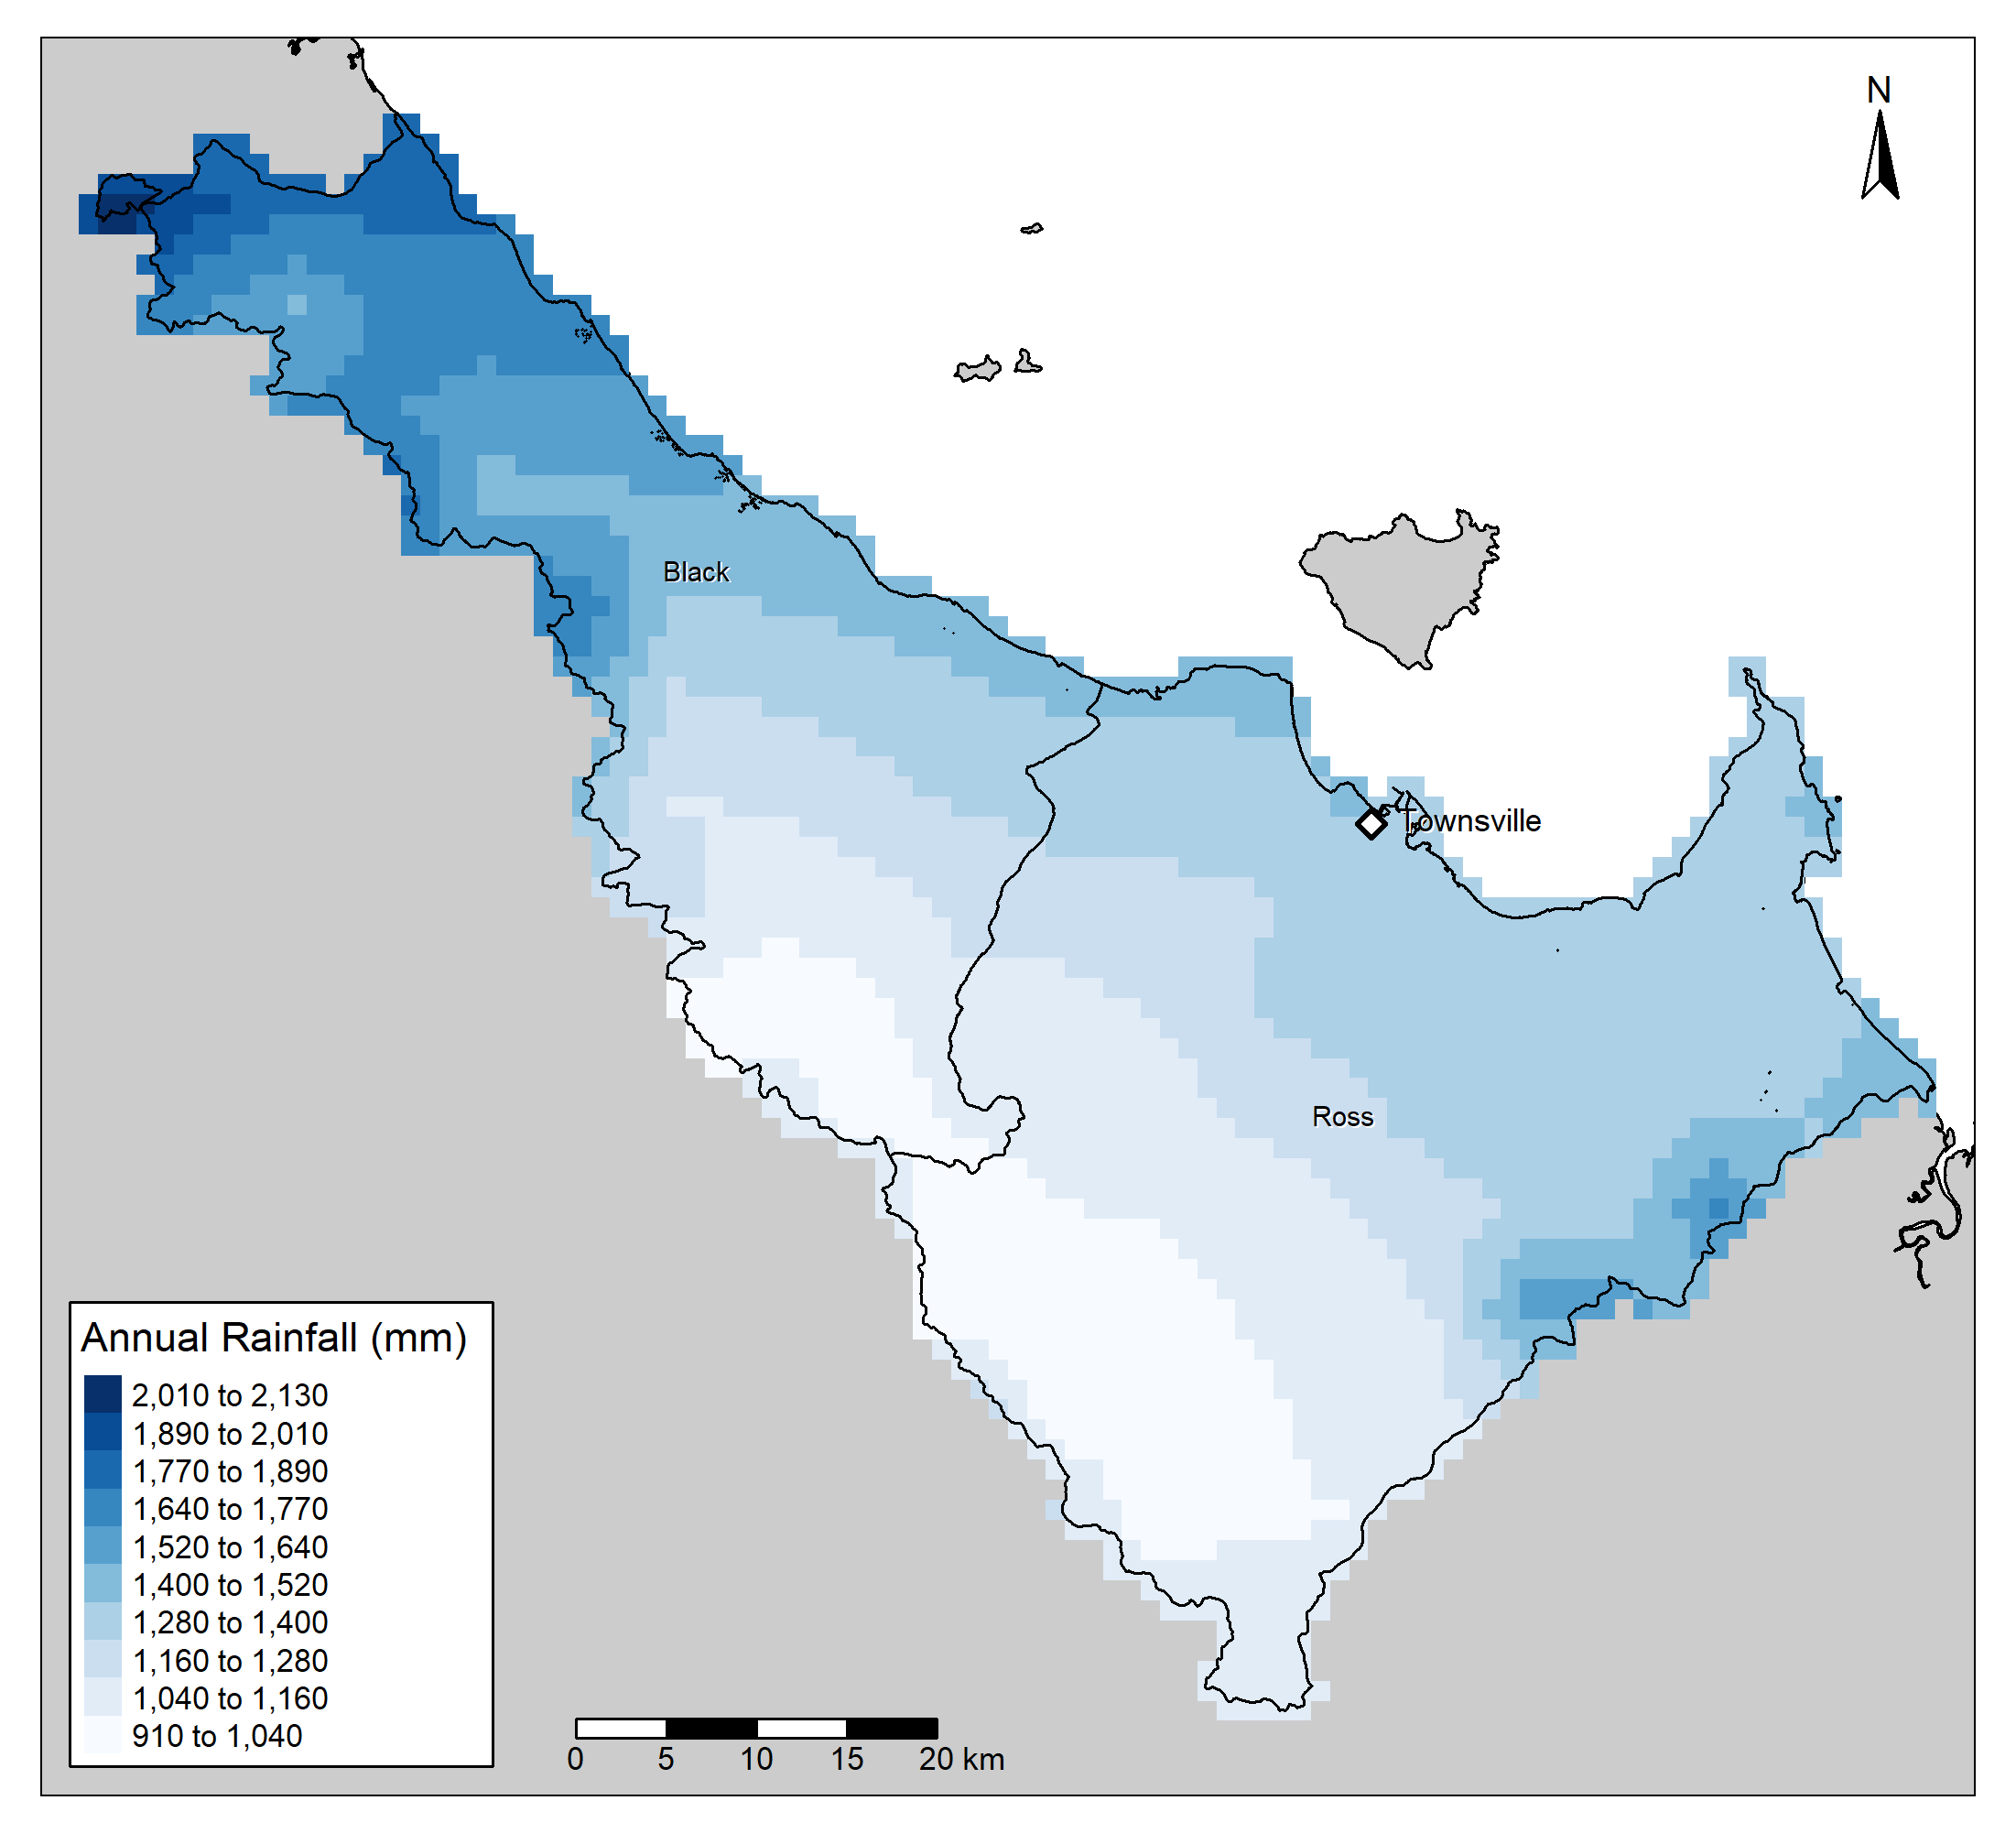 N
Black
Townsville
Ross
Annual Rainfall (mm)
2,010 to 2,130
1,890 to 2,010
1,770 to 1,890
1,640 to 1,770
1,520 to 1,640
1,400 to 1,520
1,280 to 1,400
1,160 to 1,280
1,040 to 1,160
910 to 1,040
0 5 10 15 20 km